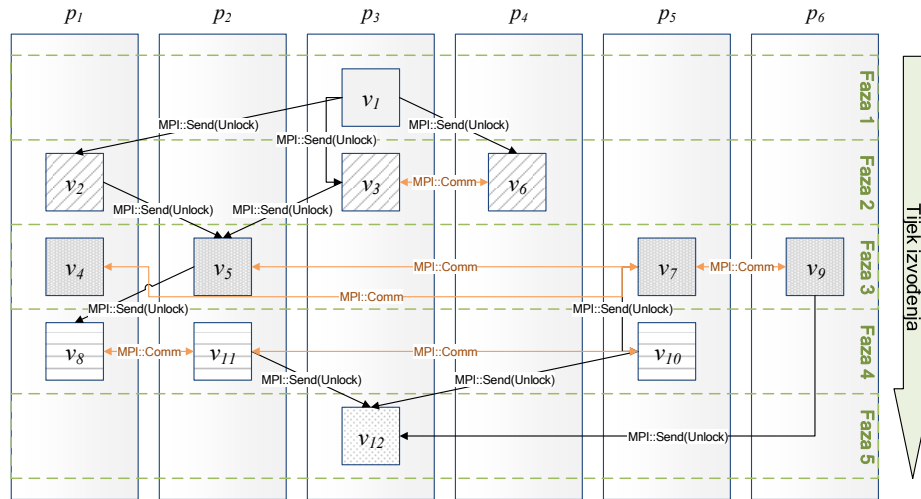 p1 p2 p3 p4 p5 p6
Faza 1
v1
MPI::Send(Unlock)
MPI::Send(Unlock)
MPI::Send(Unlock)
Faza 2
v2
v3
MPI::Comm
v6
MPI::Send(Unlock)
MPI::Send(Unlock)
Faza 3
v4
v5
MPI::Comm
v7
MPI::Comm
v9
MPI::Comm
MPI::Send(Unlock)
MPI::Send(Unlock)
Faza 4
v8
MPI::Comm
v11
MPI::Comm
v10
MPI::Send(Unlock)
MPI::Send(Unlock)
Faza 5
v12
MPI::Send(Unlock)
Tijek izvođenja